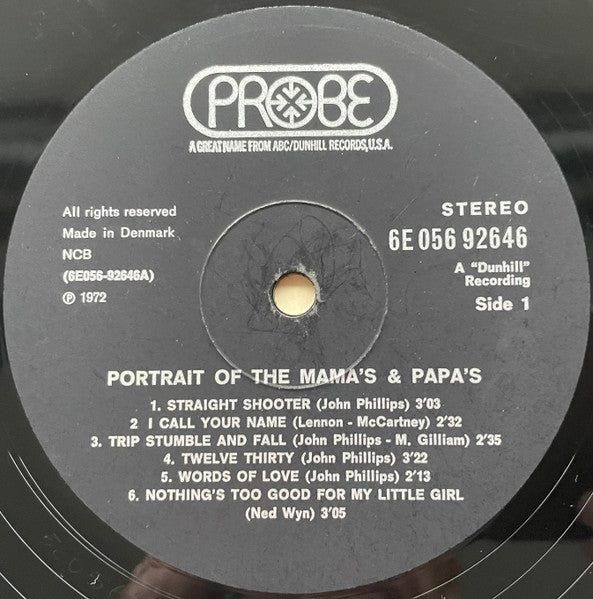 PROBE
A GREAT NAME FROM ABC/DUNHILL RECORDS, U.S.A.
All rights reserved
Made in Denmark
NCB
(6E056-92646A)
℗ 1972
STEREO
6E 056 92646
A "Dunhill"
Recording
Side 1
PORTRAIT OF THE MAMA'S & PAPA'S
1. STRAIGHT SHOOTER (John Phillips) 3'03
2 I CALL YOUR NAME (Lennon - McCartney) 2'32
3. TRIP STUMBLE AND FALL (John Phillips - M. Gilliam) 2'35
4. TWELVE THIRTY (John Phillips) 3'22
5. WORDS OF LOVE (John Phillips) 2'13
6. NOTHING'S TOO GOOD FOR MY LITTLE GIRL
(Ned Wyn) 3'05